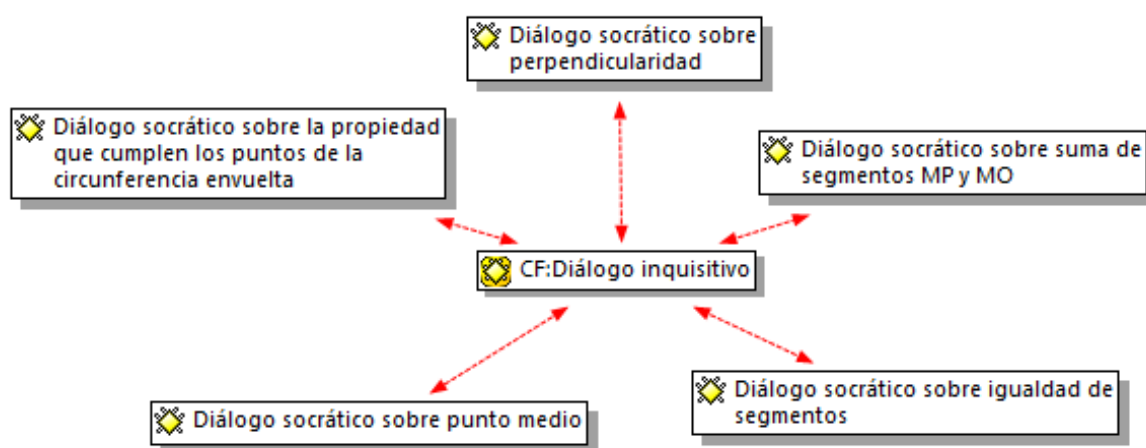 Diálogo socrático sobre
perpendicularidad
Diálogo socrático sobre la propiedad
que cumplen los puntos de la
circunferencia envuelta
Diálogo socrático sobre suma de
segmentos MP y MO
CF:Diálogo inquisitivo
Diálogo socrático sobre punto medio
Diálogo socrático sobre igualdad de
segmentos